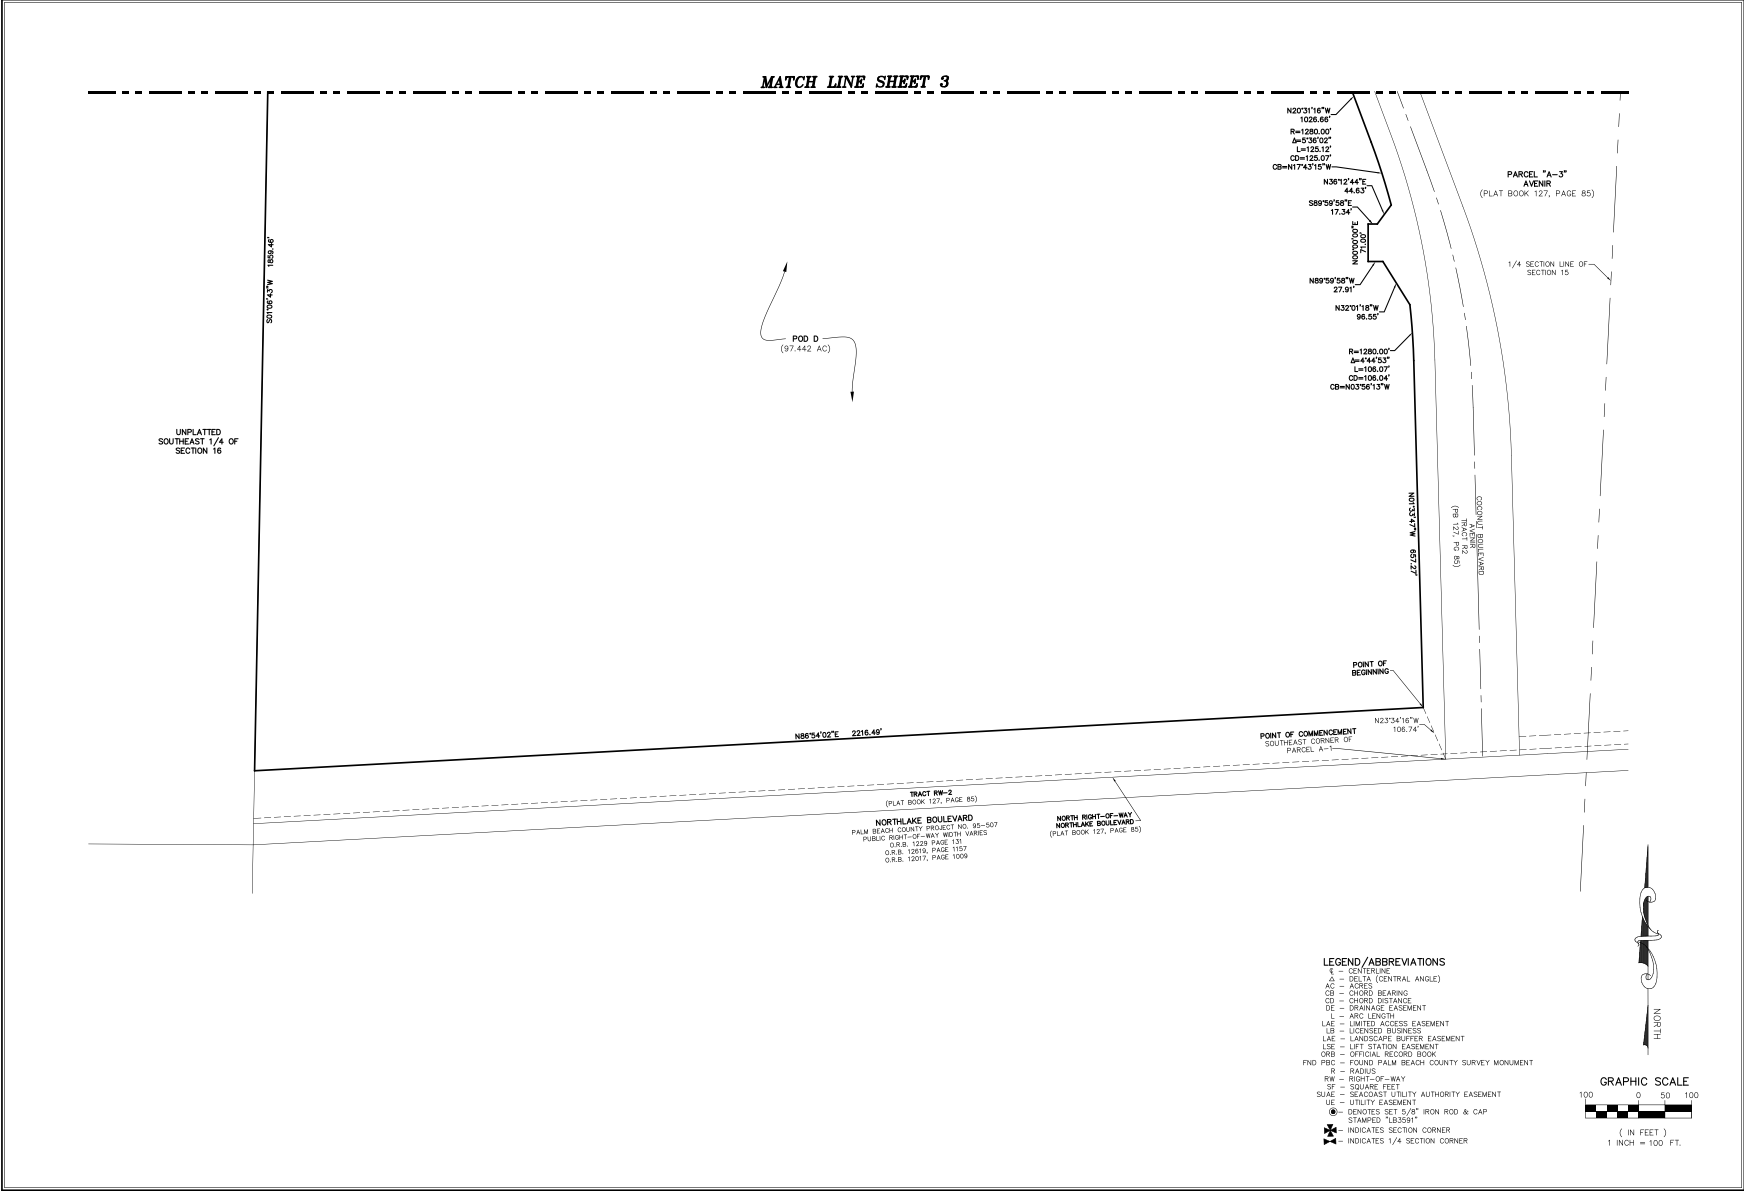 MATCH LINE SHEET 3
N20°31'16"W
1026.66'
R=1280.00'
Δ=5°36'02"
L=125.12'
CD=125.07'
CB=N17°43'15"W
N36°12'44"E
44.63'
S89°59'58"E
17.34'
N00°00'00"E
71.00'
N89°59'58"W
27.91'
N32°01'18"W
96.55'
R=1280.00'
Δ=4°44'53"
L=106.07'
CD=106.04'
CB=N03°56'13"W
PARCEL "A-3"
AVENIR
(PLAT BOOK 127, PAGE 85)
1/4 SECTION LINE OF
SECTION 15
S01°06'43"W 1859.46'
POD D
(97.442 AC)
UNPLATTED
SOUTHEAST 1/4 OF
SECTION 16
N01°33'47"W 657.27'
COCONUT BOULEVARD
AVENIR
TRACT R2
(PB 127, PG 85)
POINT OF
BEGINNING
N23°34'16"W
106.74'
POINT OF COMMENCEMENT
SOUTHEAST CORNER OF
PARCEL A-1
N86°54'02"E 2216.49'
TRACT RW-2
(PLAT BOOK 127, PAGE 85)
NORTHLAKE BOULEVARD
PALM BEACH COUNTY PROJECT NO. 95-507
PUBLIC RIGHT-OF-WAY WIDTH VARIES
O.R.B. 1229 PAGE 131
O.R.B. 12619, PAGE 1157
O.R.B. 12017, PAGE 1009
NORTH RIGHT-OF-WAY
NORTHLAKE BOULEVARD
(PLAT BOOK 127, PAGE 85)
LEGEND/ABBREVIATIONS
℄ - CENTERLINE
Δ - DELTA (CENTRAL ANGLE)
AC - ACRES
CB - CHORD BEARING
CD - CHORD DISTANCE
DE - DRAINAGE EASEMENT
L - ARC LENGTH
LAE - LIMITED ACCESS EASEMENT
LB - LICENSED BUSINESS
LAE - LANDSCAPE BUFFER EASEMENT
LSE - LIFT STATION EASEMENT
ORB - OFFICIAL RECORD BOOK
FND PBC - FOUND PALM BEACH COUNTY SURVEY MONUMENT
R - RADIUS
RW - RIGHT-OF-WAY
SF - SQUARE FEET
SUAE - SEACOAST UTILITY AUTHORITY EASEMENT
UE - UTILITY EASEMENT
- DENOTES SET 5/8" IRON ROD & CAP
STAMPED "LB3591"
- INDICATES SECTION CORNER
- INDICATES 1/4 SECTION CORNER
NORTH
GRAPHIC SCALE
100 0 50 100
( IN FEET )
1 INCH = 100 FT.